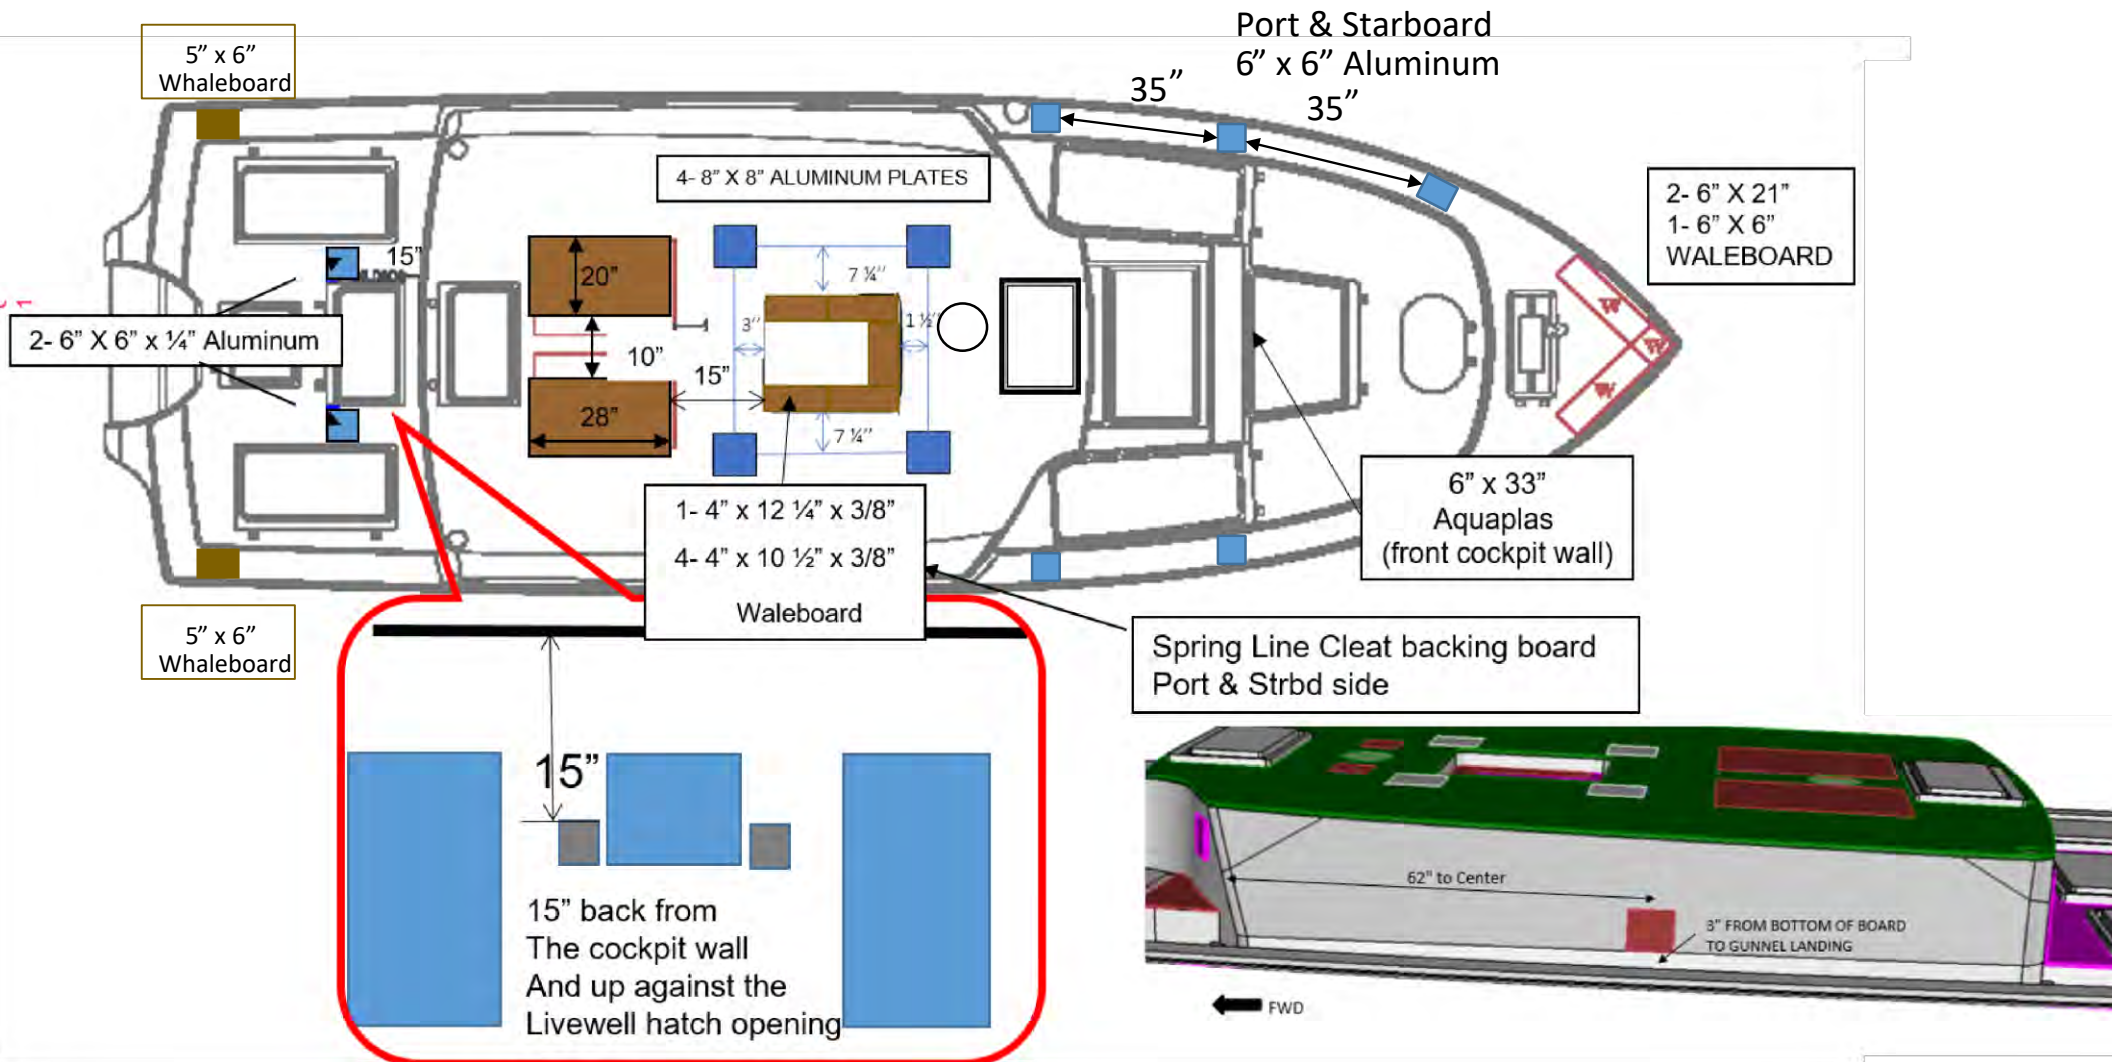 Port & Starboard
6” x 6” Aluminum
5” x 6”
Whaleboard
35”
35”
4- 8” X 8” ALUMINUM PLATES
2- 6” X 21”
1- 6” X 6”
WALEBOARD
15”
20”
7 ¼’’
3’’
1 ½’’
2- 6” X 6” x ¼” Aluminum
10”
15”
28”
7 ¼’’
1- 4” x 12 ¼” x 3/8”
4- 4” x 10 ½” x 3/8”
Waleboard
6” x 33”
Aquaplas
(front cockpit wall)
5” x 6”
Whaleboard
Spring Line Cleat backing board
Port & Strbd side
15”
15” back from
The cockpit wall
And up against the
Livewell hatch opening
62" to Center
3" FROM BOTTOM OF BOARD
TO GUNNEL LANDING
FWD